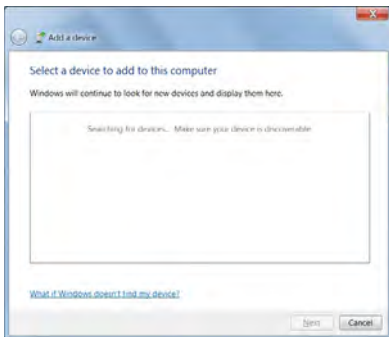 Add a device
Select a device to add to this computer
Windows will continue to look for new devices and display them here.
Searching for devices... Make sure your device is discoverable
What if Windows doesn't find my device?
Next Cancel